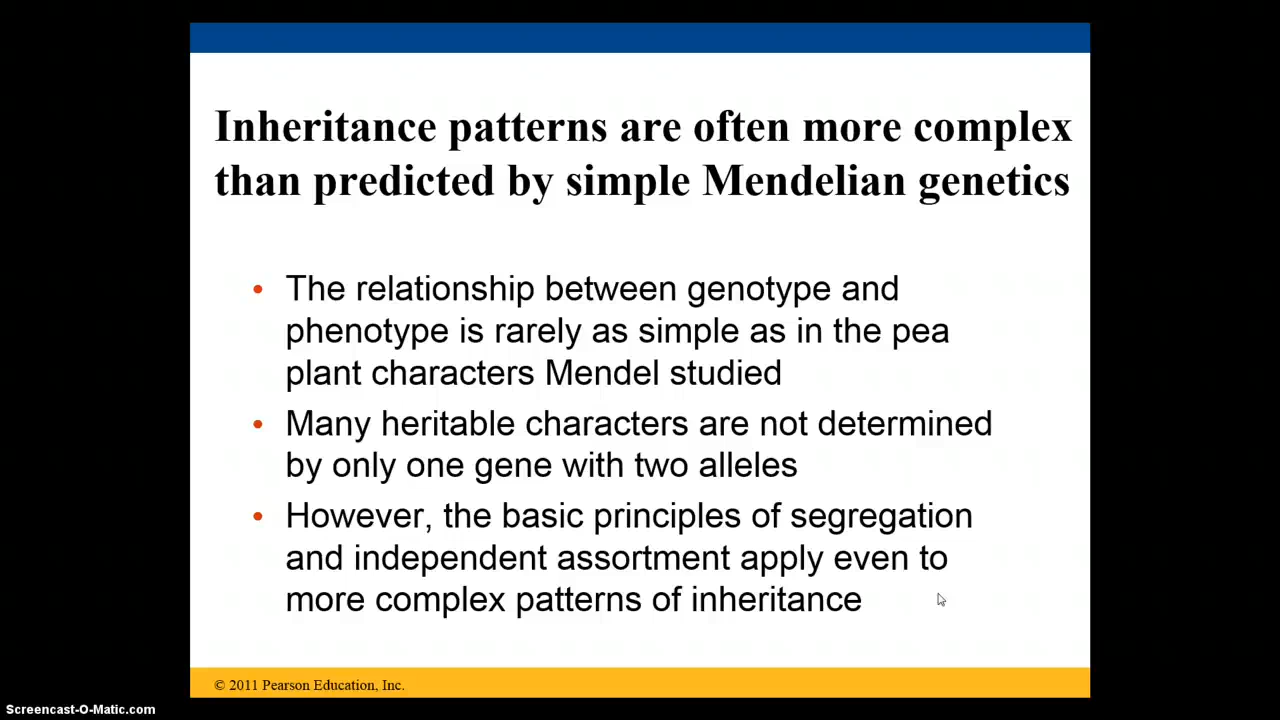 Inheritance patterns are often more complex
than predicted by simple Mendelian genetics
• The relationship between genotype and
phenotype is rarely as simple as in the pea
plant characters Mendel studied
• Many heritable characters are not determined
by only one gene with two alleles
• However, the basic principles of segregation
and independent assortment apply even to
more complex patterns of inheritance
© 2011 Pearson Education, Inc.
Screencast-O-Matic.com